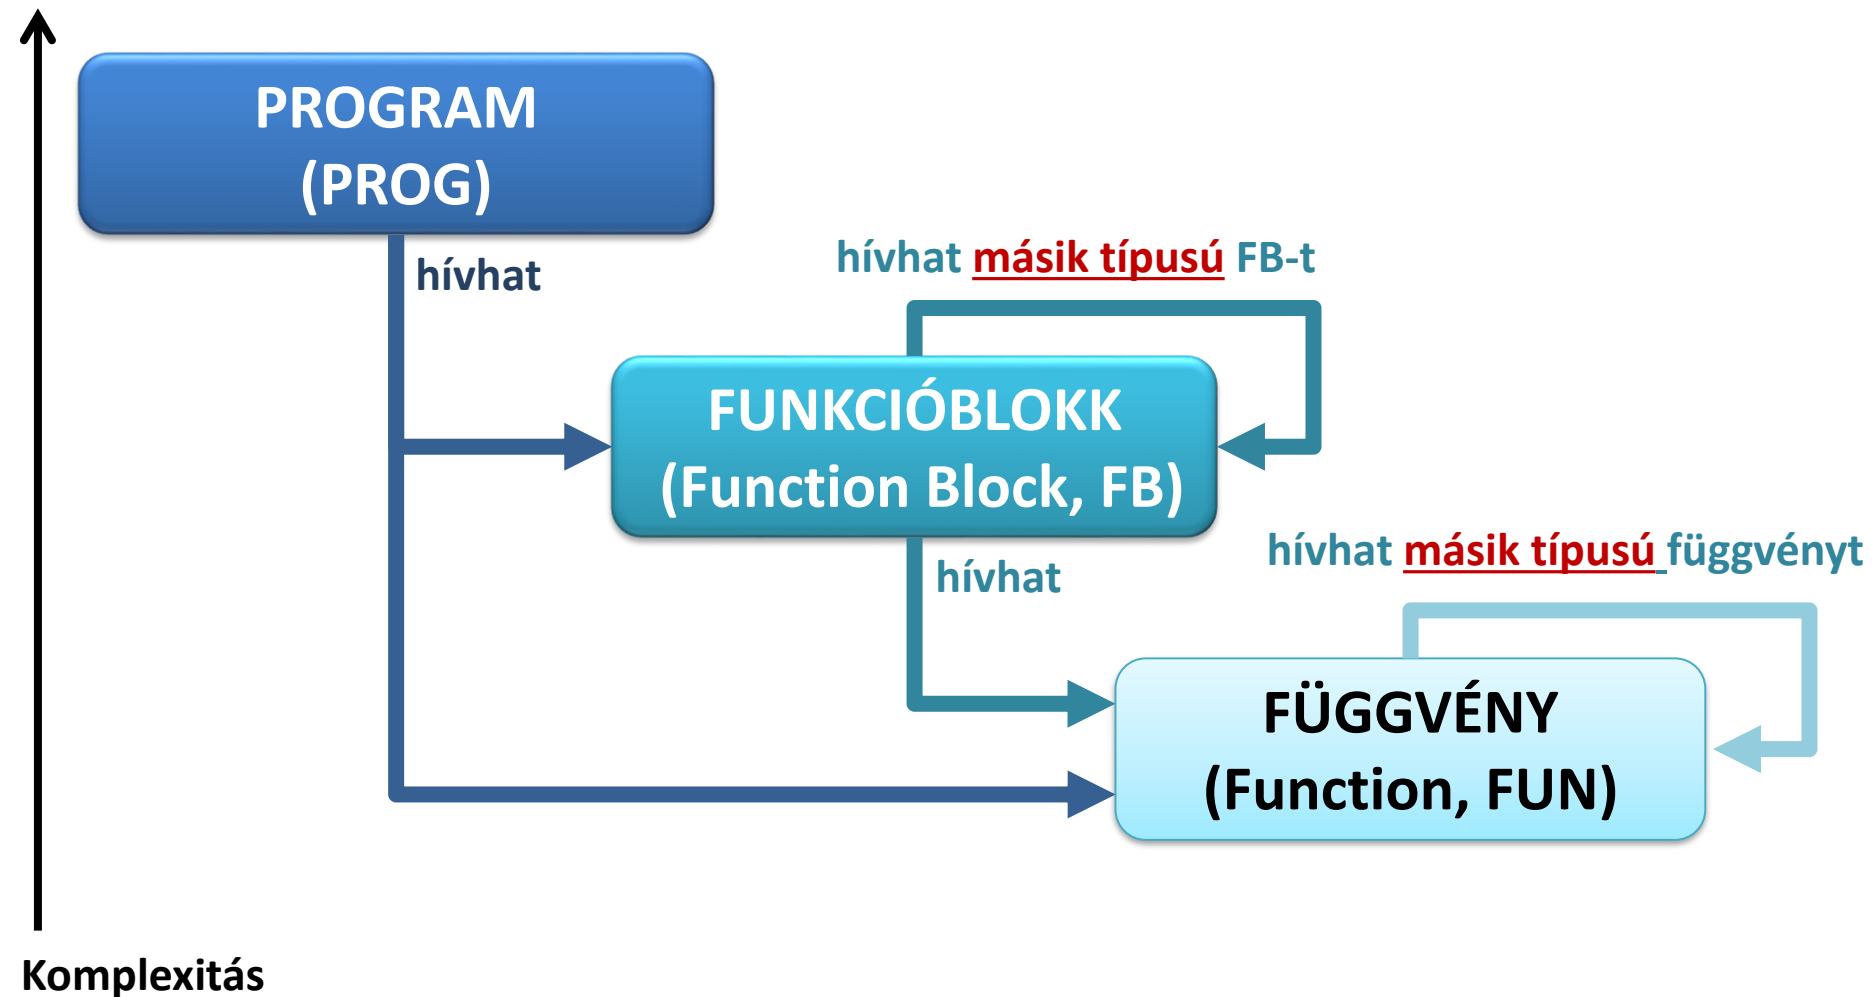 PROGRAM
(PROG)
hívhat
hívhat másik típusú FB-t
FUNKCIÓBLOKK
(Function Block, FB)
hívhat
hívhat másik típusú függvényt
FÜGGVÉNY
(Function, FUN)
Komplexitás